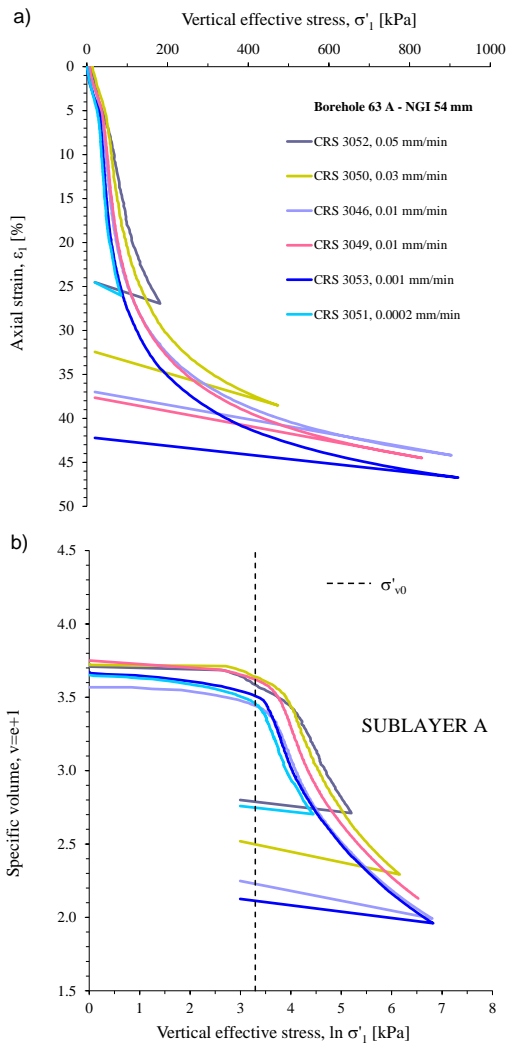 a)
Vertical effective stress, σ'1 [kPa]
0 200 400 600 800 1000
0
5
10
15
20
25
30
35
40
45
50
Axial strain, ε1 [%]
Borehole 63 A - NGI 54 mm
CRS 3052, 0.05 mm/min
CRS 3050, 0.03 mm/min
CRS 3046, 0.01 mm/min
CRS 3049, 0.01 mm/min
CRS 3053, 0.001 mm/min
CRS 3051, 0.0002 mm/min
b)
4.5
4.0
3.5
3.0
2.5
2.0
1.5
Specific volume, v=e+1
σ'v0
SUBLAYER A
0 1 2 3 4 5 6 7 8
Vertical effective stress, ln σ'1 [kPa]